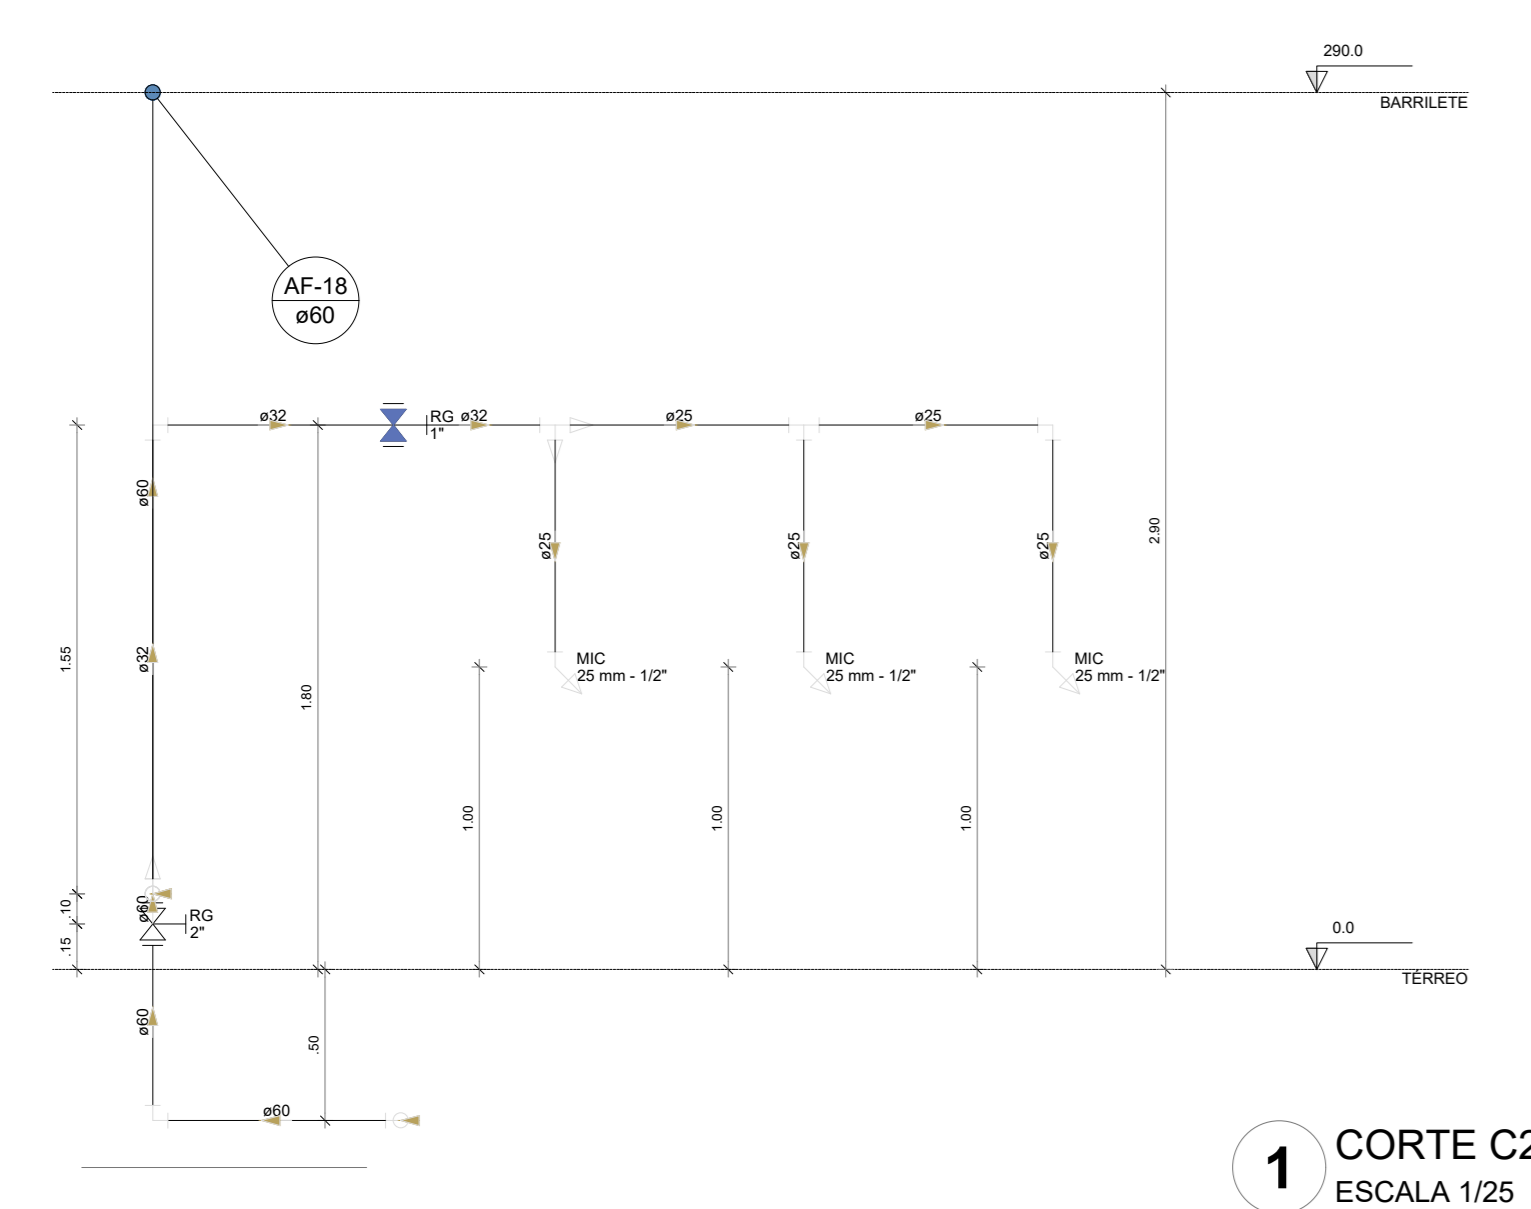 290.0
BARRILETE
AF-18
ø60
ø32
RG
1"
ø32
ø25
ø25
ø60
ø25
ø25
ø25
2.90
1.55
ø32
1.80
MIC
25 mm - 1/2"
MIC
25 mm - 1/2"
MIC
25 mm - 1/2"
1.00
1.00
1.00
.10
ø60
RG
2"
.15
0.0
TÉRREO
ø60
.50
ø60
1
CORTE C2
ESCALA 1/25